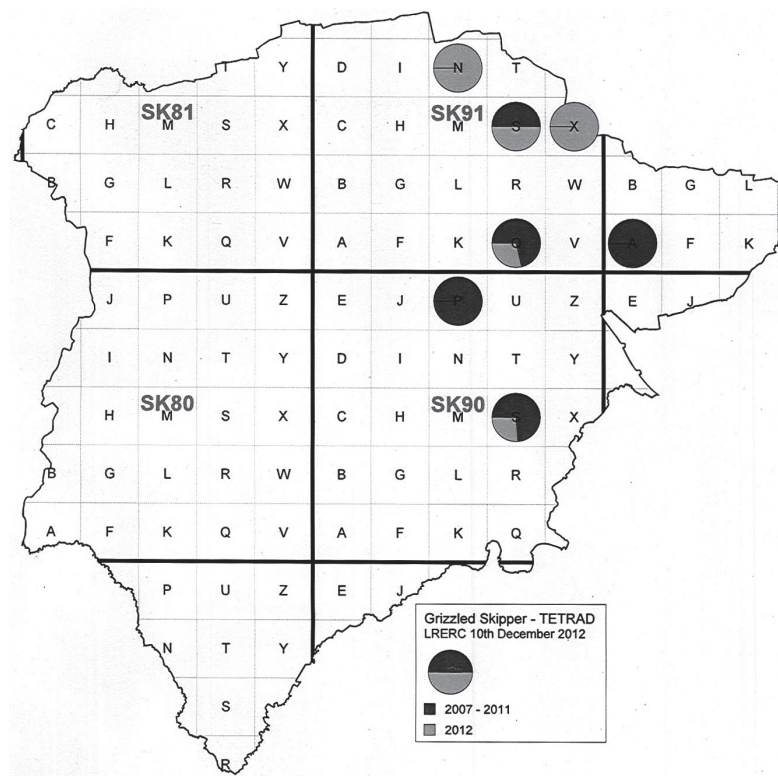 T Y D I N T
C H M S X C H M S X
SK81 SK91
B G L R W B G L R W B G L
F K Q V A F K Q V A F K
J P U Z E J P U Z E J
I N T Y D I N T Y
H M S X C H M S X
SK80 SK90
B G L R W B G L R
A F K Q V A F K Q
P U Z E J
N T Y
S
R
Grizzled Skipper - TETRAD
LRERC 10th December 2012
2007 - 2011
2012